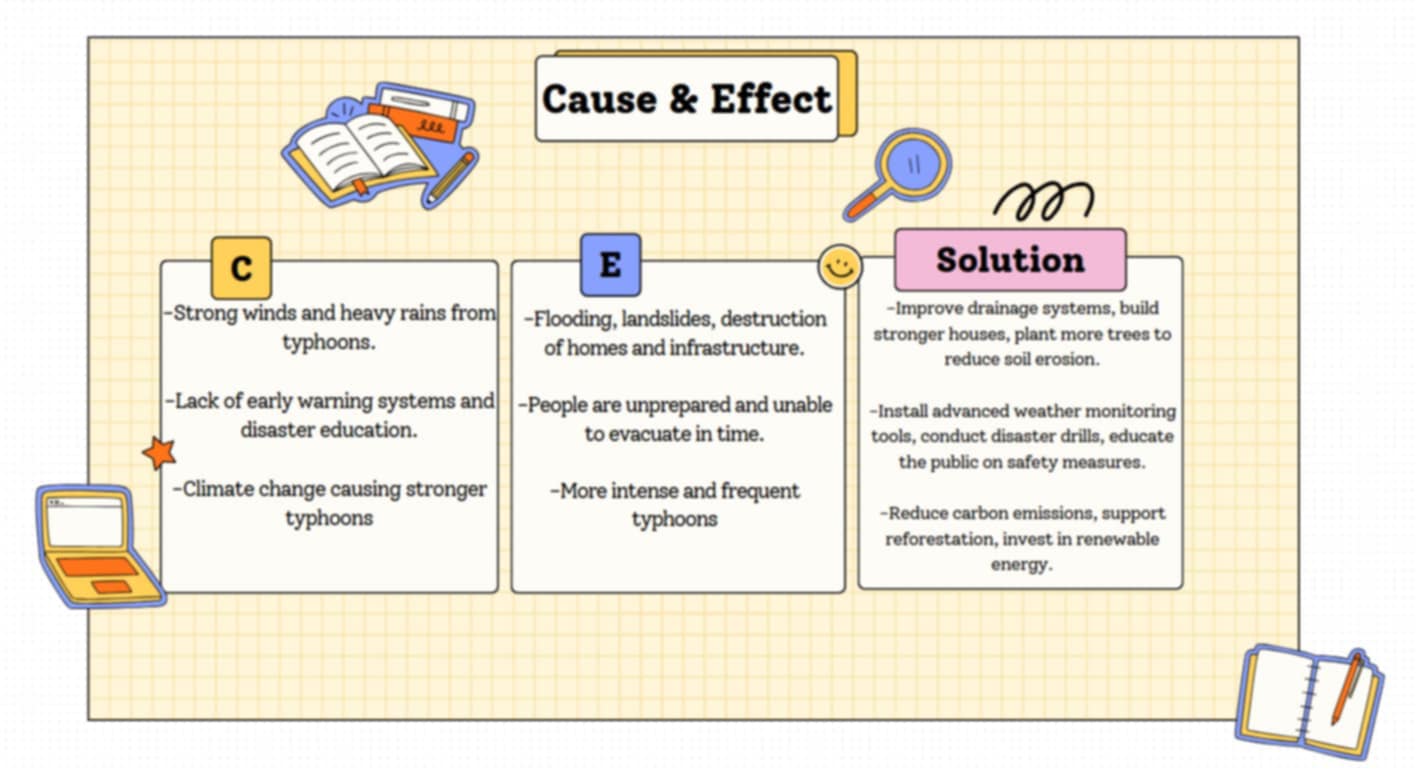 Cause & Effect
C
-Strong winds and heavy rains from
typhoons.
-Lack of early warning systems and
disaster education.
-Climate change causing stronger
typhoons
E
-Flooding, landslides, destruction
of homes and infrastructure.
-People are unprepared and unable
to evacuate in time.
-More intense and frequent
typhoons
Solution
-Improve drainage systems, build
stronger houses, plant more trees to
reduce soil erosion.
-Install advanced weather monitoring
tools, conduct disaster drills, educate
the public on safety measures.
-Reduce carbon emissions, support
reforestation, invest in renewable
energy.